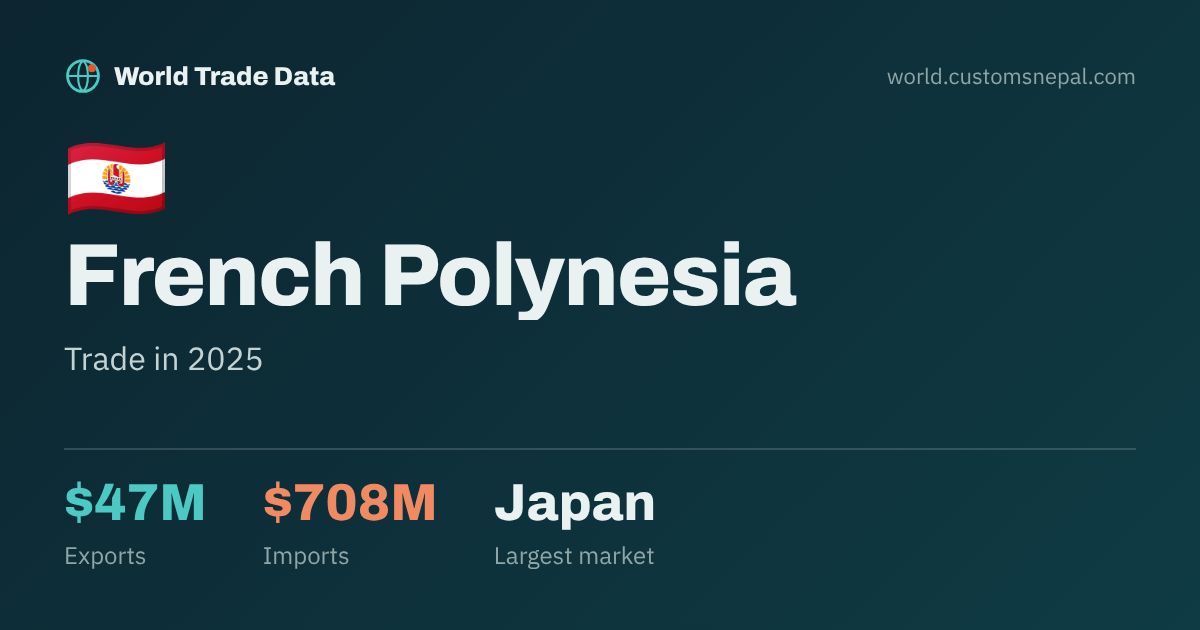 World Trade Data
world.customsnepal.com
French Polynesia
Trade in 2025
$47M
Exports
$708M
Imports
Japan
Largest market